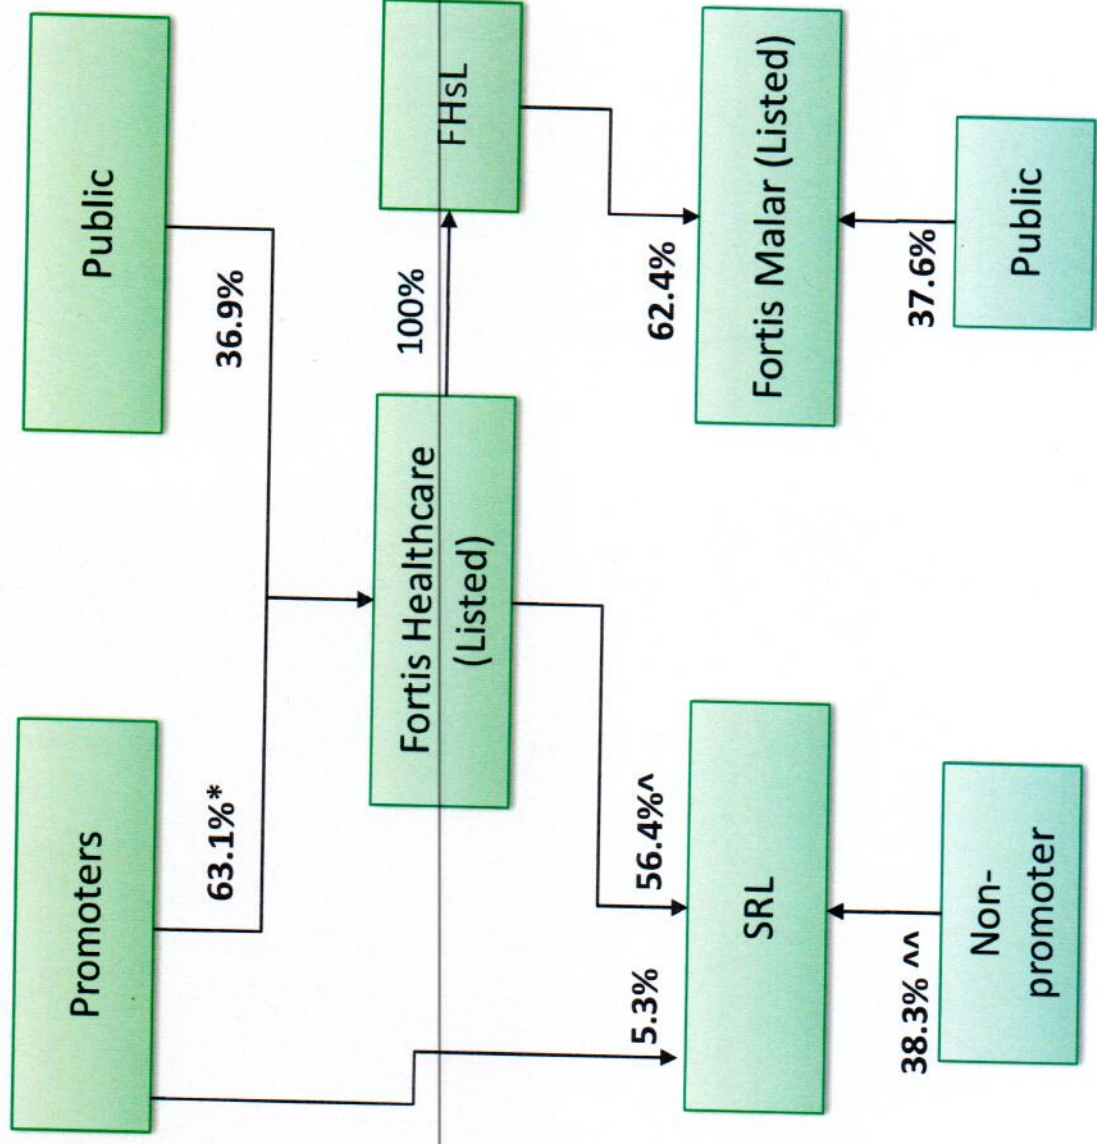 Promoters
Public
63.1%*
36.9%
Fortis Healthcare
(Listed)
100%
FHsL
5.3%
56.4%^
62.4%
SRL
Fortis Malar (Listed)
38.3% ^^
37.6%
Non-
promoter
Public